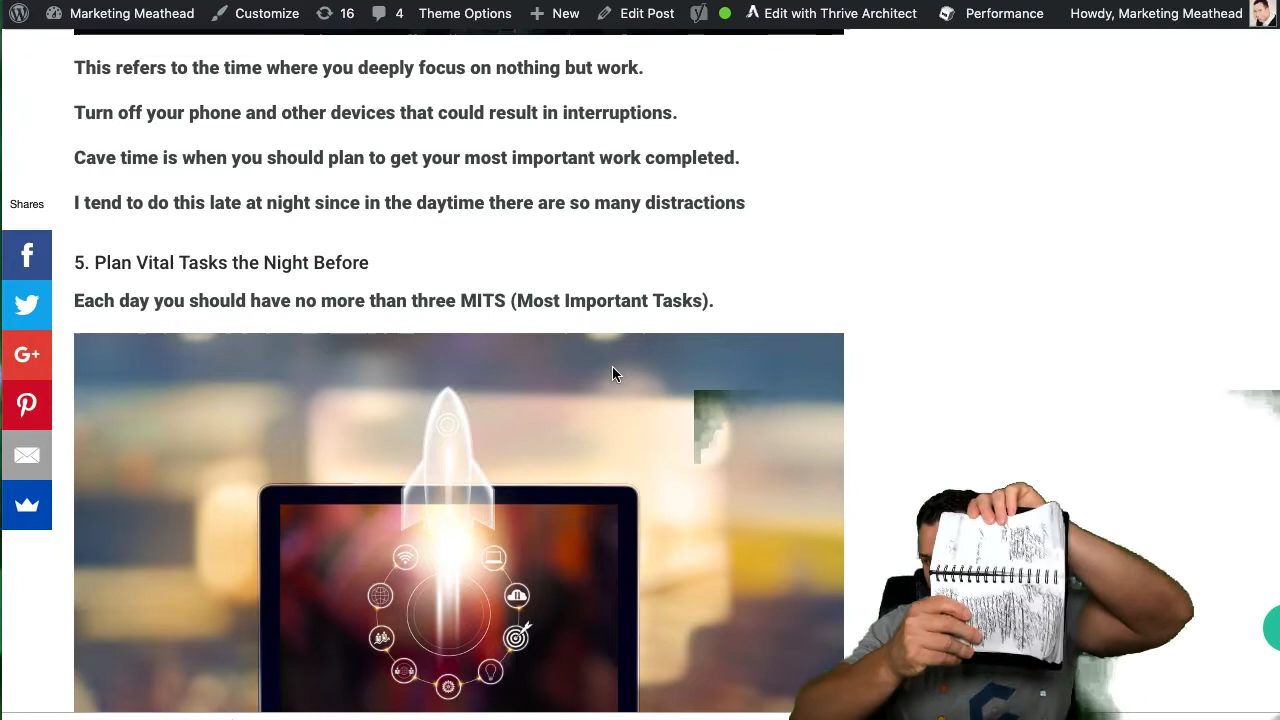 Marketing Meathead Customize 16 4 Theme Options + New Edit Post Edit with Thrive Architect Performance Howdy, Marketing Meathead
This refers to the time where you deeply focus on nothing but work.
Turn off your phone and other devices that could result in interruptions.
Cave time is when you should plan to get your most important work completed.
I tend to do this late at night since in the daytime there are so many distractions
Shares
f
G+
5. Plan Vital Tasks the Night Before
Each day you should have no more than three MITS (Most Important Tasks).